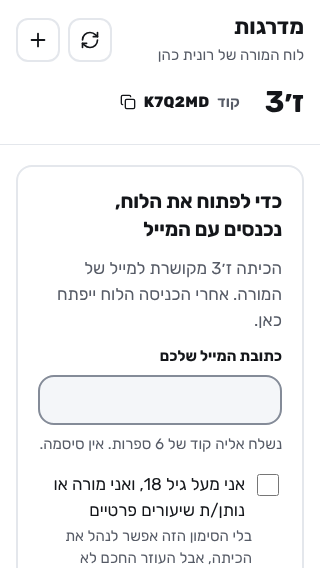 מדרגות
לוח המורה של רונית כהן
ז׳3
קוד K7Q2MD
כדי לפתוח את הלוח,
נכנסים עם המייל
הכיתה ז׳3 מקושרת למייל של
המורה. אחרי הכניסה הלוח ייפתח
כאן.
כתובת המייל שלכם
נשלח אליה קוד של 6 ספרות. אין סיסמה.
אני מעל גיל 18, ואני מורה או
נותן/ת שיעורים פרטיים
בלי הסימון הזה אפשר לנהל את
הכיתה, אבל העוזר החכם לא